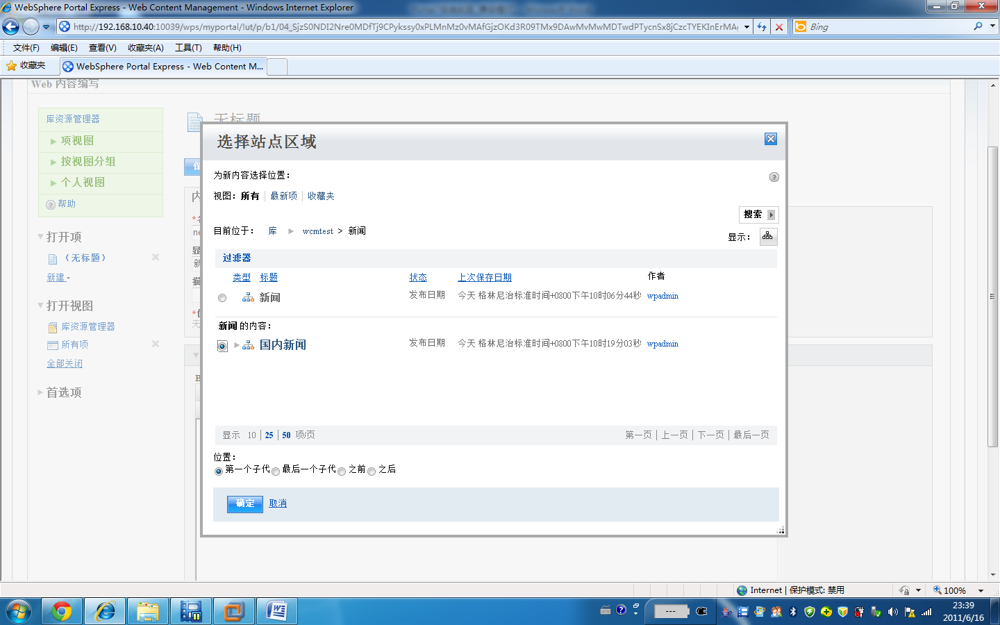 WebSphere Portal Express - Web Content Management - Windows Internet Explorer
Bing
文件(F) 编辑(E) 查看(V) 收藏夹(A) 工具(T) 帮助(H)
收藏夹 WebSphere Portal Express - Web Content M...
Web 内容编写
库资源管理器
项视图
按视图分组
个人视图
帮助
打开项
（无标题）
新建
打开视图
库资源管理器
所有项
全部关闭
首选项
无标题
选择站点区域
为新内容选择位置：
视图：所有 最新项 收藏夹
搜索
目前位于： 库 wcmtest > 新闻
显示：
过滤器
类型 标题 状态 上次保存日期 作者
新闻 发布日期 今天 格林尼治标准时间+0800下午10时06分44秒 wpadmin
新闻 的内容：
国内新闻 发布日期 今天 格林尼治标准时间+0800下午10时19分03秒 wpadmin
显示 10 | 25 | 50 项/页 第一页 | 上一页 | 下一页 | 最后一页
位置：
第一个子代 最后一个子代 之前 之后
确定 取消
Internet | 保护模式: 禁用 100%
23:39
2011/6/16